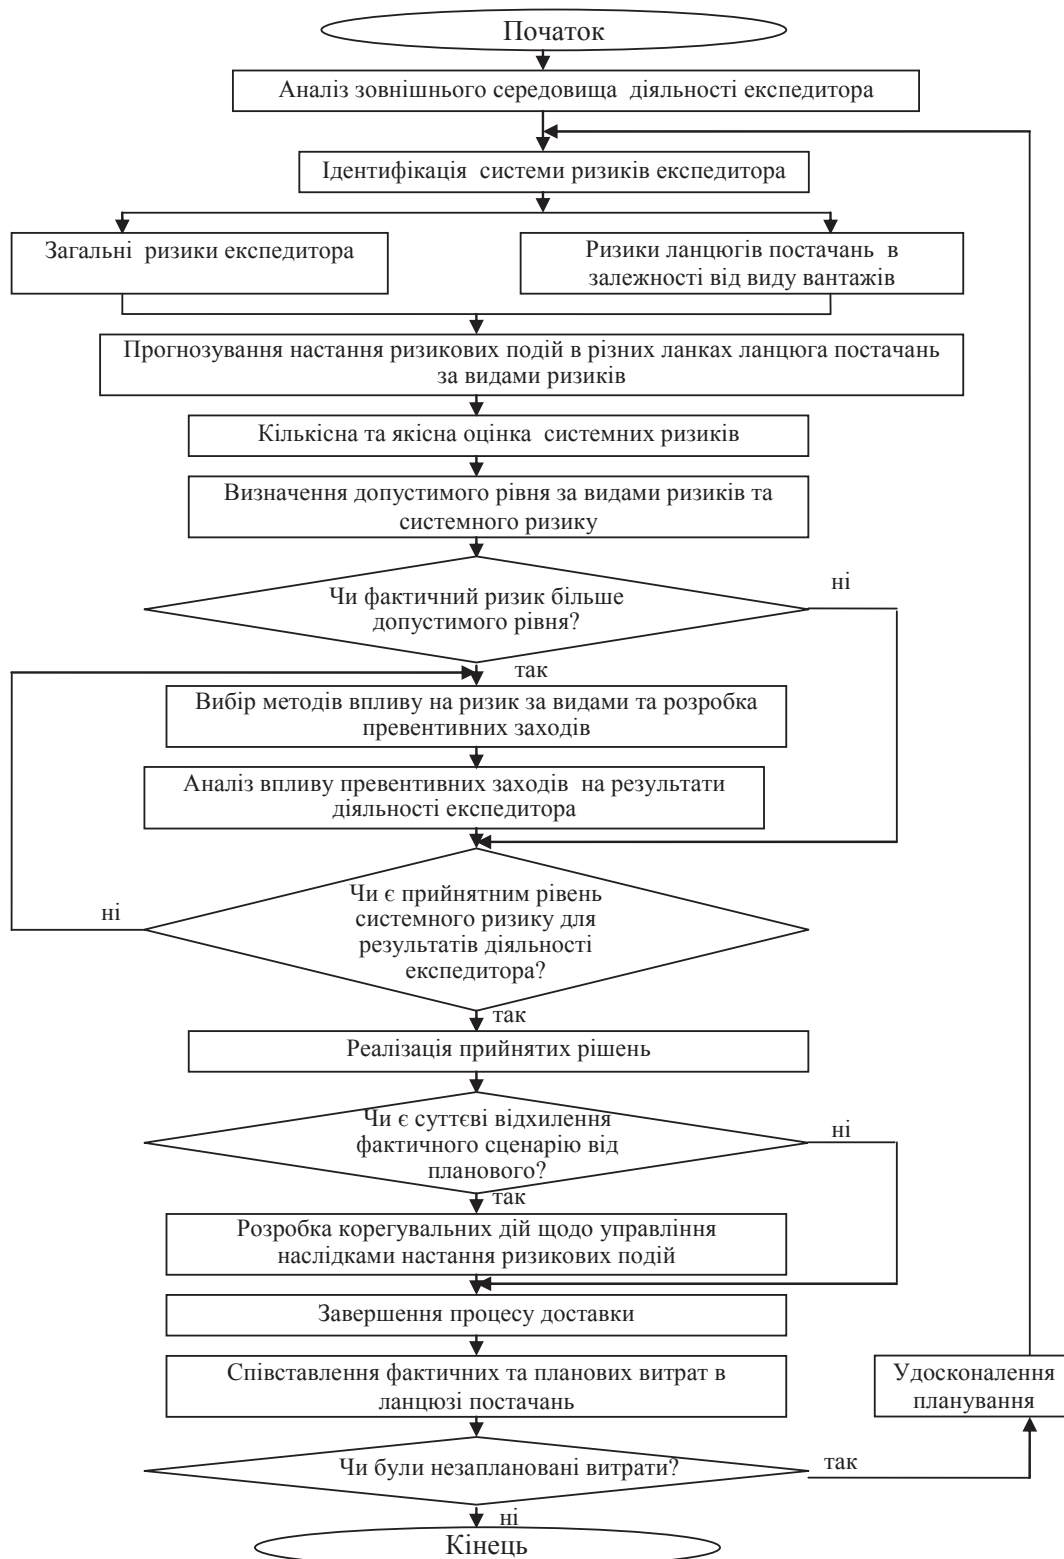 Початок
Аналіз зовнішнього середовища діяльності експедитора
Ідентифікація системи ризиків експедитора
Загальні ризики експедитора
Ризики ланцюгів постачань в
залежності від виду вантажів
Прогнозування настання ризикових подій в різних ланках ланцюга постачань
за видами ризиків
Кількісна та якісна оцінка системних ризиків
Визначення допустимого рівня за видами ризиків та
системного ризику
Чи фактичний ризик більше
допустимого рівня?
ні
так
Вибір методів впливу на ризик за видами та розробка
превентивних заходів
Аналіз впливу превентивних заходів на результати
діяльності експедитора
Чи є прийнятним рівень
системного ризику для
результатів діяльності
експедитора?
ні
так
Реалізація прийнятих рішень
Чи є суттєві відхилення
фактичного сценарію від
планового?
ні
так
Розробка корегувальних дій щодо управління
наслідками настання ризикових подій
Завершення процесу доставки
Співставлення фактичних та планових витрат в
ланцюзі постачань
Удосконалення
планування
Чи були незаплановані витрати?
так
ні
Кінець